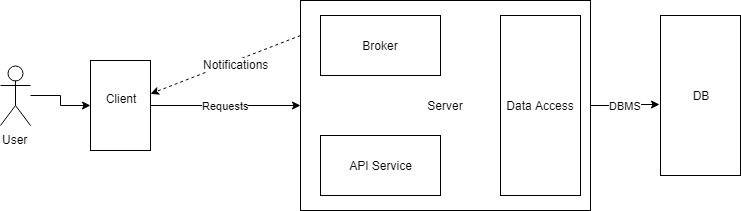 Broker
Notifications
Client
Requests
Server
Data Access
DBMS
DB
User
API Service